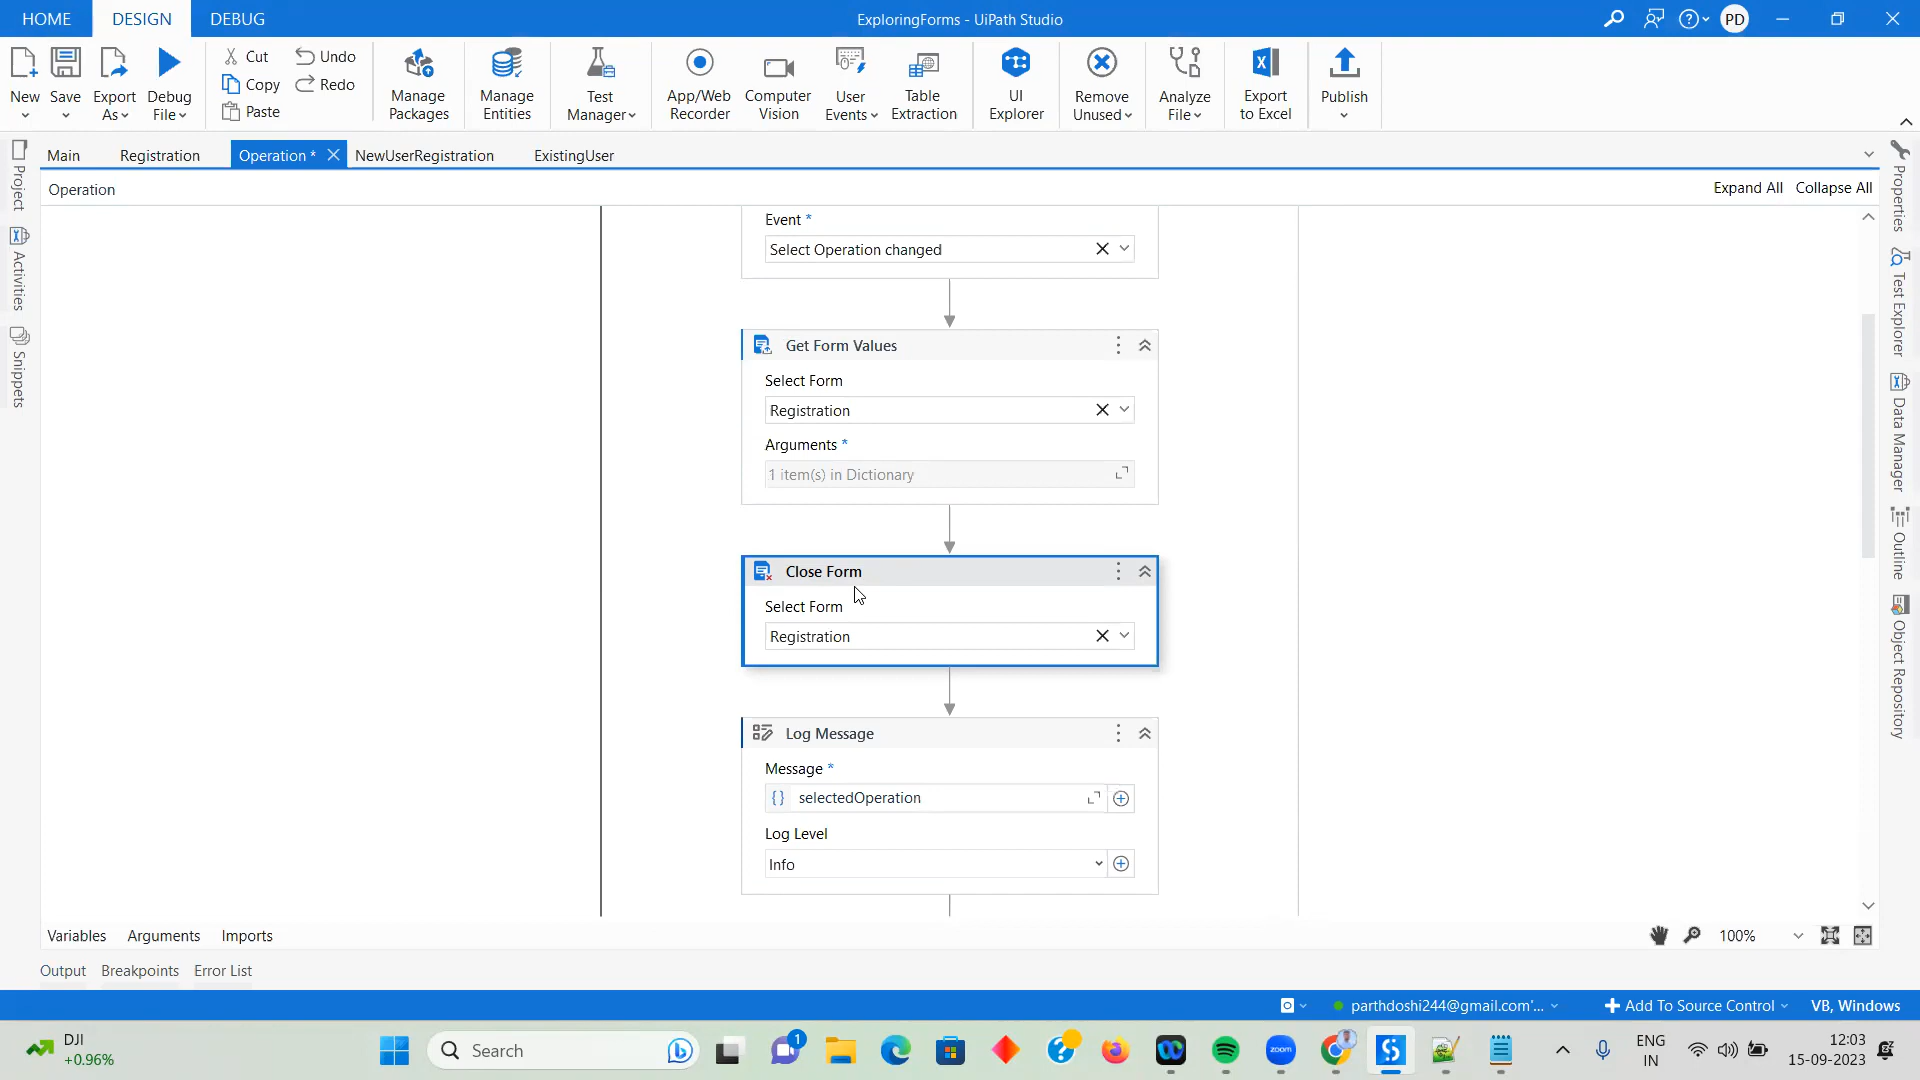 HOME DESIGN DEBUG ExploringForms - UiPath Studio PD
New Save Export As Debug File Cut Copy Paste Undo Redo Manage Packages Manage Entities Test Manager App/Web Recorder Computer Vision User Events Table Extraction UI Explorer Remove Unused Analyze File Export to Excel Publish
Main Registration Operation * NewUserRegistration ExistingUser
Operation Expand All Collapse All
Project
Activities
Snippets
Event *
Select Operation changed
Get Form Values
Select Form
Registration
Arguments *
1 item(s) in Dictionary
Close Form
Select Form
Registration
Log Message
Message *
{} selectedOperation
Log Level
Info
Properties
Test Explorer
Data Manager
Outline
Object Repository
Variables Arguments Imports 100%
Output Breakpoints Error List
parthdoshi244@gmail.com'... Add To Source Control VB, Windows
DJI
+0.96%
Search
1
zoom
ENG
IN
12:03
15-09-2023